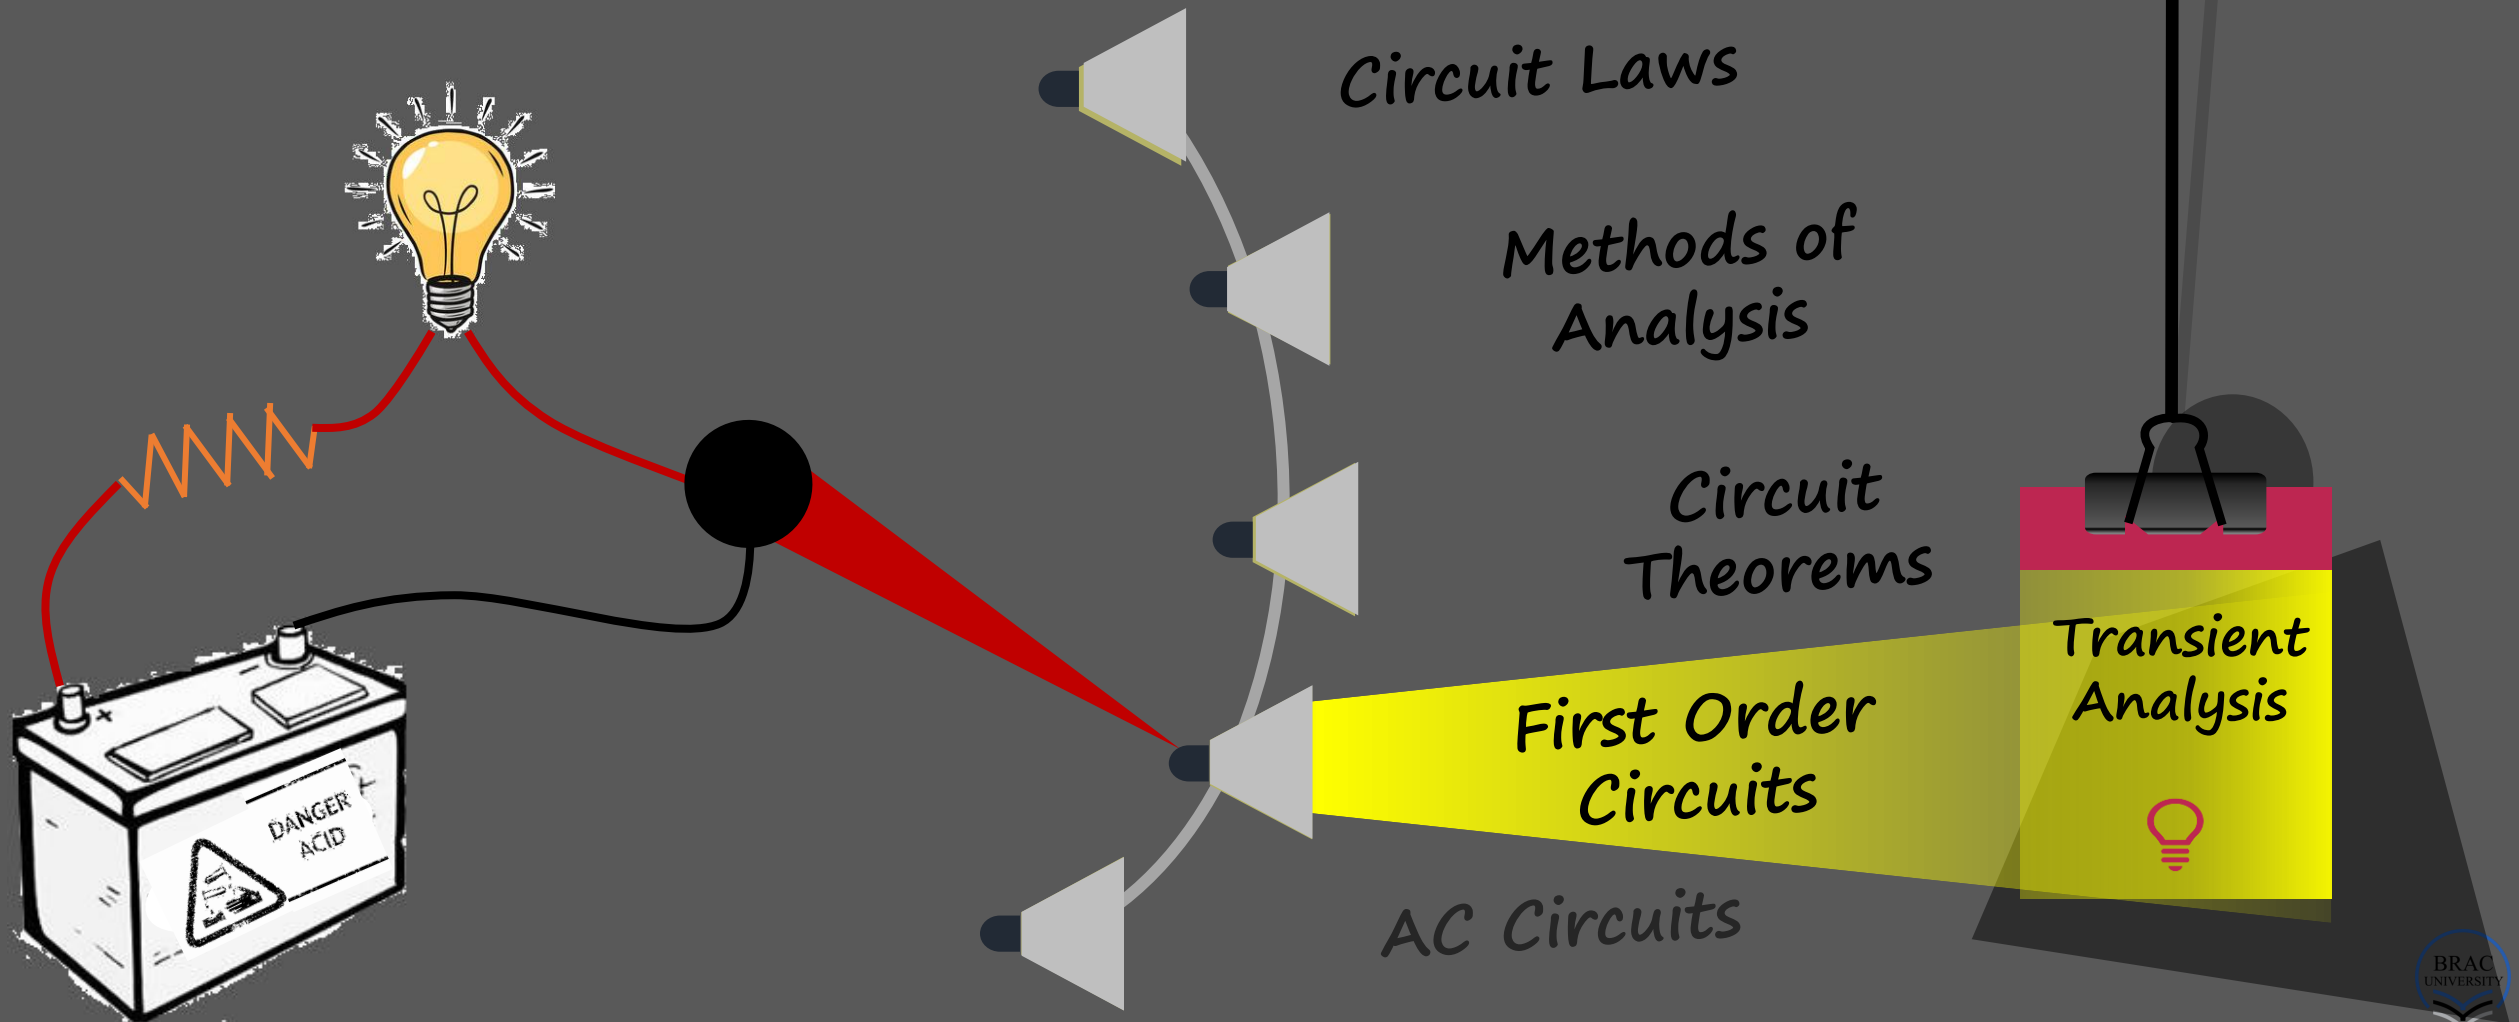 Circuit Laws
Methods of
Analysis
Circuit
Theorems
First Order
Circuits
AC Circuits
Transient
Analysis
DANGER
ACID
BRAC
UNIVERSITY